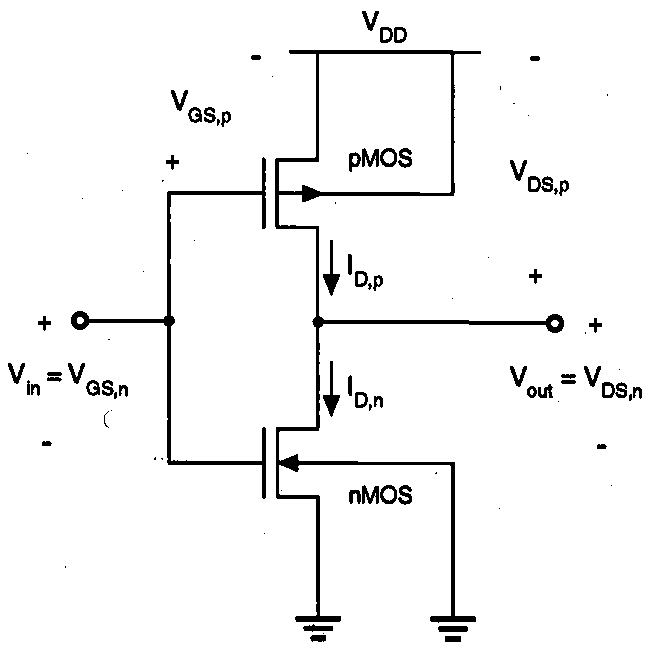 V_DD
- -
V_GS,p
+ pMOS
V_DS,p
I_D,p
+
+ +
V_in = V_GS,n V_out = V_DS,n
I_D,n
- -
nMOS